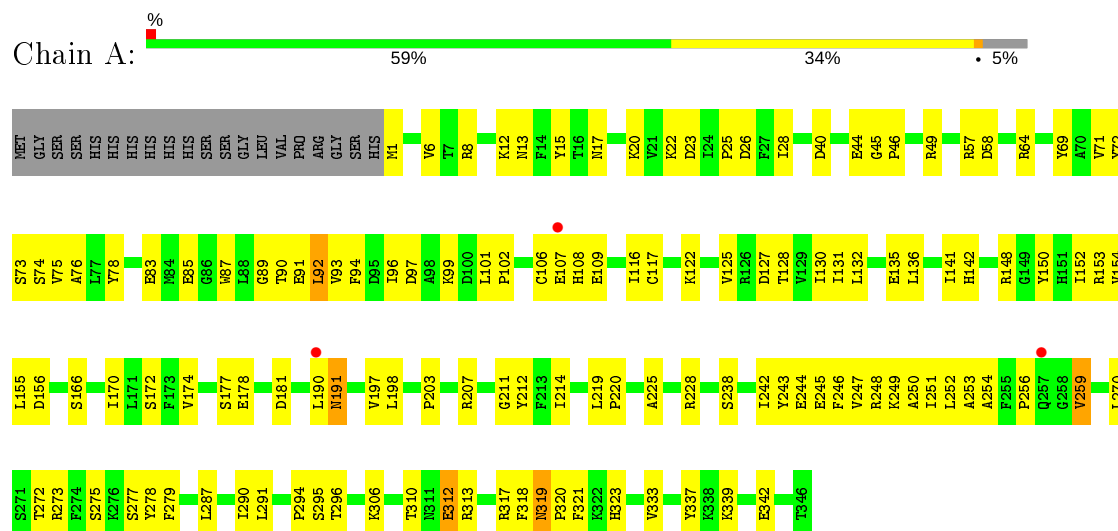 %
Chain A:
59% 34% • 5%
MET GLY SER SER HIS HIS HIS HIS HIS HIS SER SER GLY LEU VAL PRO ARG GLY SER HIS M1 V6 T7 R8 K12 N13 F14 Y15 T16 N17 K20 V21 K22 D23 I24 P25 D26 F27 I28 D40 E44 G45 P46 R49 R57 D58 R64 Y69 A70 V71 Y72
S73 S74 V75 A76 L77 Y78 E83 M84 E85 G86 W87 L88 G89 T90 E91 L92 V93 F94 D95 I96 D97 A98 K99 D100 L101 P102 C106 E107 H108 E109 I116 C117 K122 V125 R126 D127 T128 V129 I130 I131 L132 E135 L136 I141 H142 R148 G149 Y150 H151 I152 R153 V154
L155 D156 S166 I170 L171 S172 F173 V174 S177 E178 D181 L190 N191 V197 L198 P203 R207 G211 Y212 F213 I214 L219 P220 A225 R228 S238 I242 Y243 E244 E245 F246 V247 R248 K249 A250 I251 L252 A253 A254 F255 P256 Q257 G258 V259 L270
S271 T272 R273 F274 S275 K276 S277 Y278 F279 L287 I290 L291 P294 S295 T296 K306 T310 N311 E312 R313 R317 F318 N319 P320 F321 K322 H323 V333 Y337 K338 K339 E342 T346